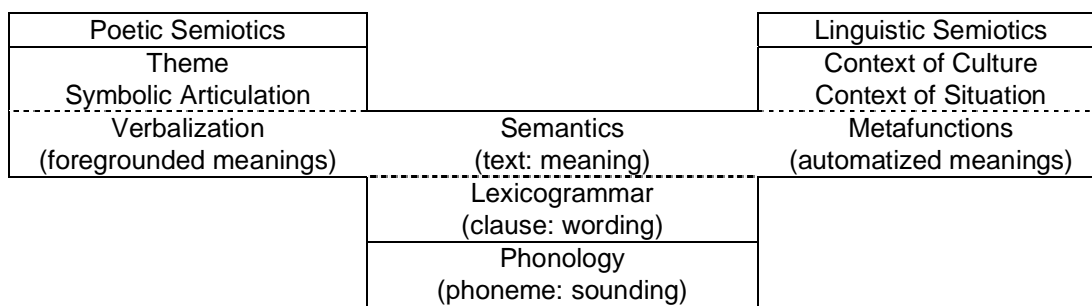 Poetic Semiotics
Linguistic Semiotics
Theme
Context of Culture
Symbolic Articulation
Context of Situation
Verbalization
Semantics
Metafunctions
(foregrounded meanings)
(text: meaning)
(automatized meanings)
Lexicogrammar
(clause: wording)
Phonology
(phoneme: sounding)